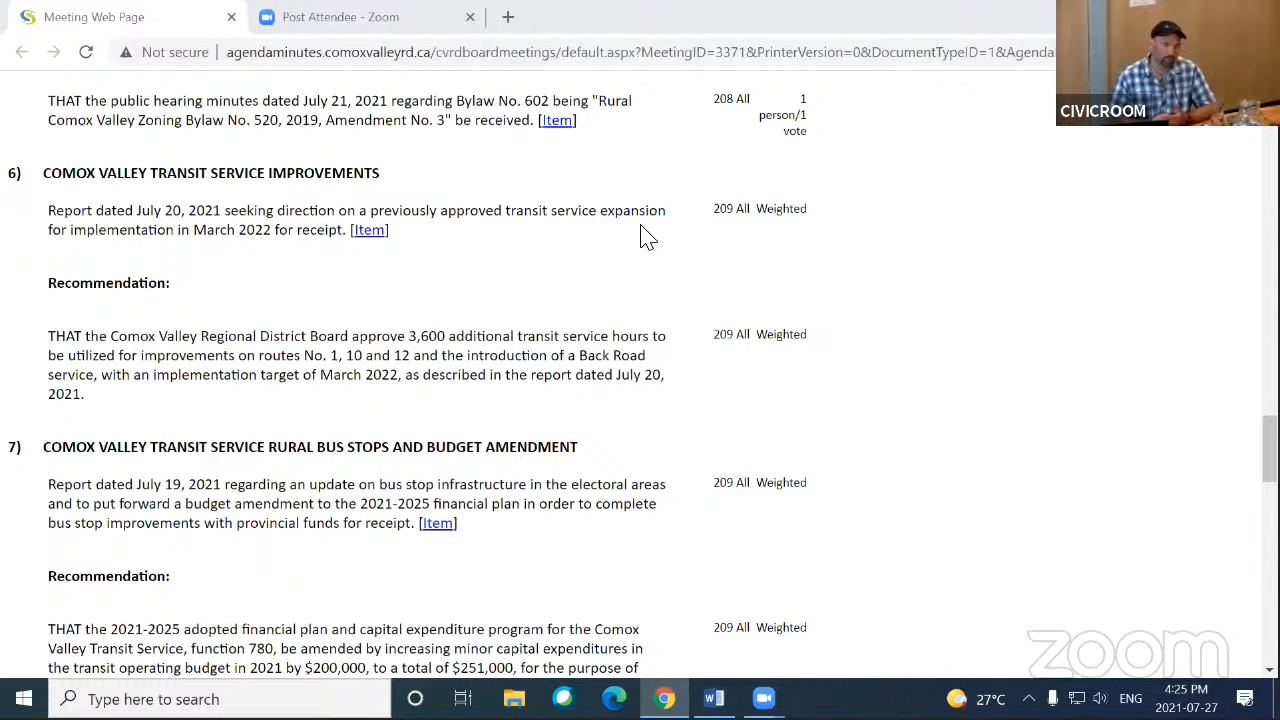 Meeting Web Page
Post Attendee - Zoom
Not secure
agendaminutes.comoxvalleyrd.ca/cvrdboardmeetings/default.aspx?MeetingID=3371&PrinterVersion=0&DocumentTypeID=1&Agenda
CIVICROOM
THAT the public hearing minutes dated July 21, 2021 regarding Bylaw No. 602 being "Rural
Comox Valley Zoning Bylaw No. 520, 2019, Amendment No. 3" be received. [Item]
208 All 1
person/1
vote
6) COMOX VALLEY TRANSIT SERVICE IMPROVEMENTS
Report dated July 20, 2021 seeking direction on a previously approved transit service expansion
for implementation in March 2022 for receipt. [Item]
209 All Weighted
Recommendation:
THAT the Comox Valley Regional District Board approve 3,600 additional transit service hours to
be utilized for improvements on routes No. 1, 10 and 12 and the introduction of a Back Road
service, with an implementation target of March 2022, as described in the report dated July 20,
2021.
209 All Weighted
7) COMOX VALLEY TRANSIT SERVICE RURAL BUS STOPS AND BUDGET AMENDMENT
Report dated July 19, 2021 regarding an update on bus stop infrastructure in the electoral areas
and to put forward a budget amendment to the 2021-2025 financial plan in order to complete
bus stop improvements with provincial funds for receipt. [Item]
209 All Weighted
Recommendation:
THAT the 2021-2025 adopted financial plan and capital expenditure program for the Comox
Valley Transit Service, function 780, be amended by increasing minor capital expenditures in
the transit operating budget in 2021 by $200,000, to a total of $251,000, for the purpose of
209 All Weighted
zoom
Type here to search
27°C
ENG
4:25 PM
2021-07-27